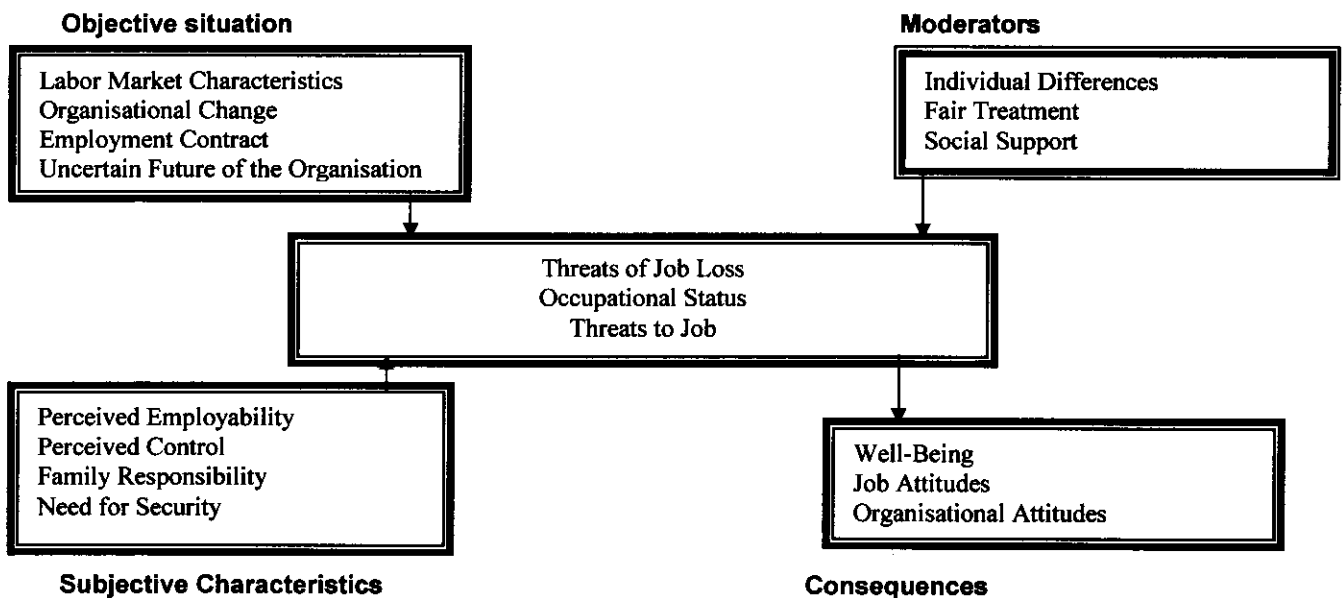 Objective situation
Labor Market Characteristics
Organisational Change
Employment Contract
Uncertain Future of the Organisation
Moderators
Individual Differences
Fair Treatment
Social Support
Threats of Job Loss
Occupational Status
Threats to Job
Perceived Employability
Perceived Control
Family Responsibility
Need for Security
Subjective Characteristics
Well-Being
Job Attitudes
Organisational Attitudes
Consequences